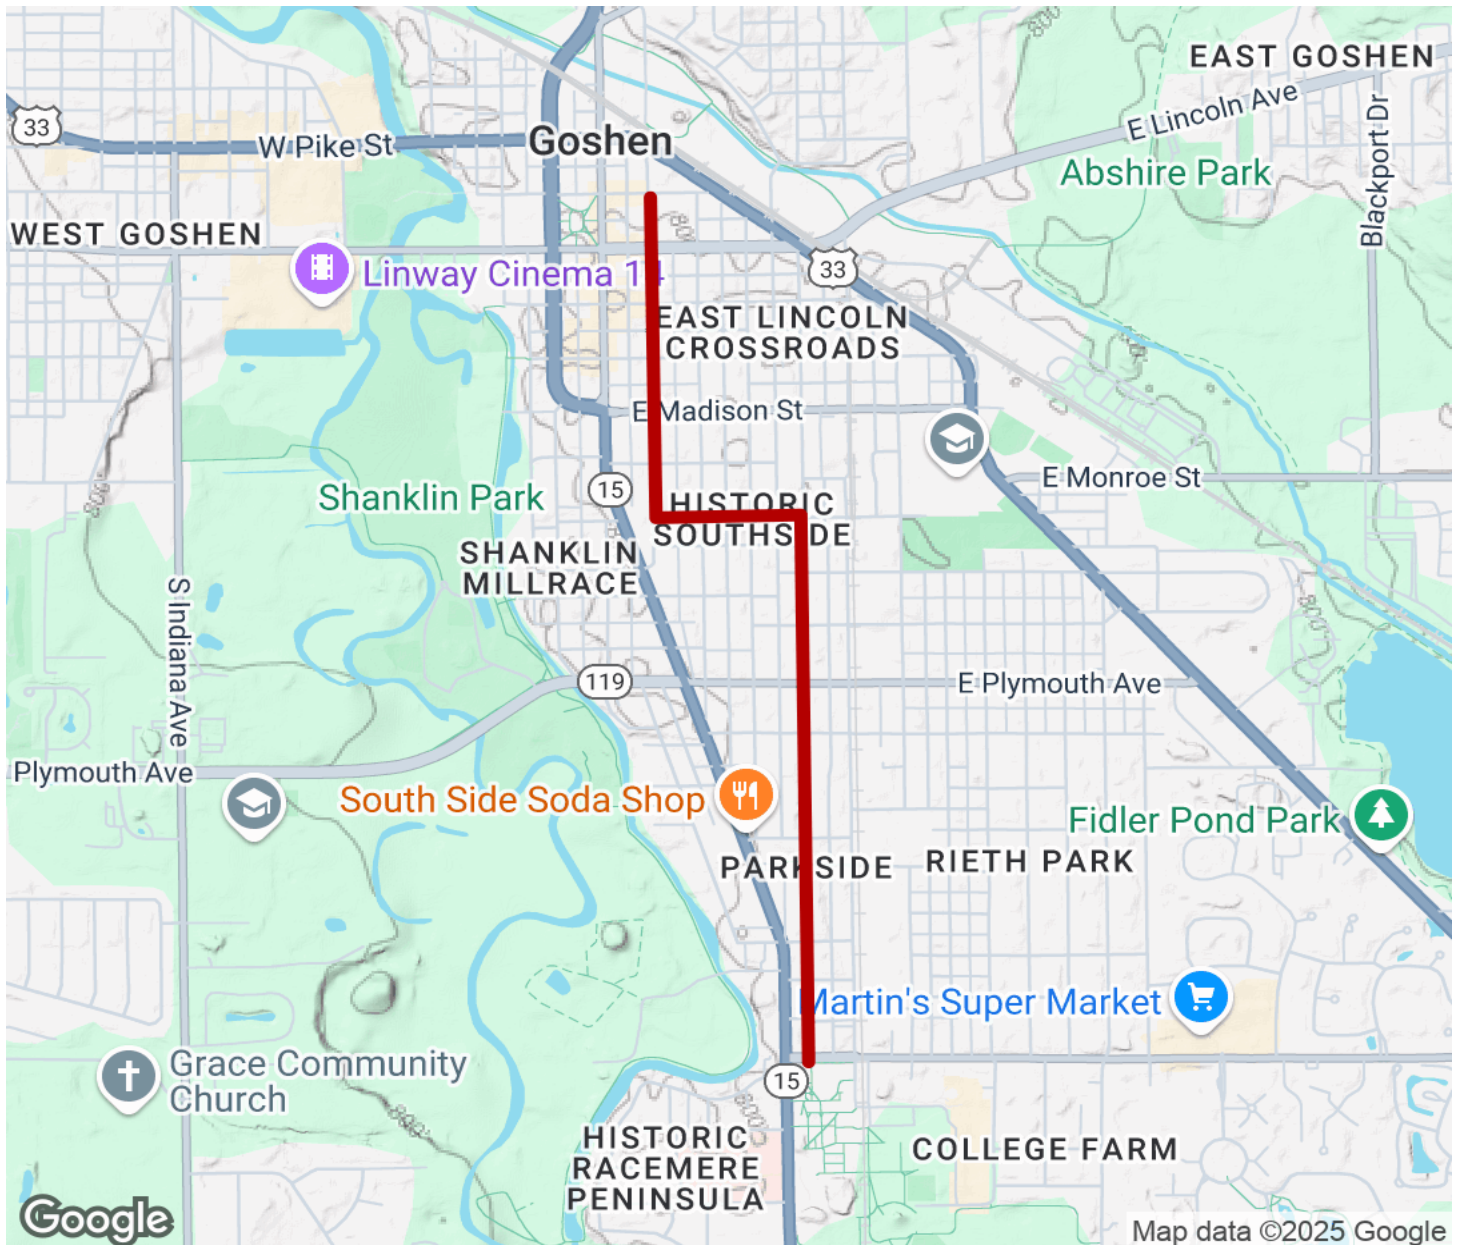 EAST GOSHEN
33
W Pike St
Goshen
E Lincoln Ave
Blackport Dr
Abshire Park
WEST GOSHEN
Linway Cinema 14
33
800
EAST LINCOLN
CROSSROADS
E Madison St
800
Shanklin Park
15
HISTORIC
SOUTHSIDE
E Monroe St
SHANKLIN
MILLRACE
S Indiana Ave
119
E Plymouth Ave
Plymouth Ave
South Side Soda Shop
Fidler Pond Park
PARKSIDE
RIETH PARK
Martin's Super Market
Grace Community
Church
15
800
HISTORIC
RACEMERE
PENINSULA
COLLEGE FARM
Google
Map data ©2025 Google